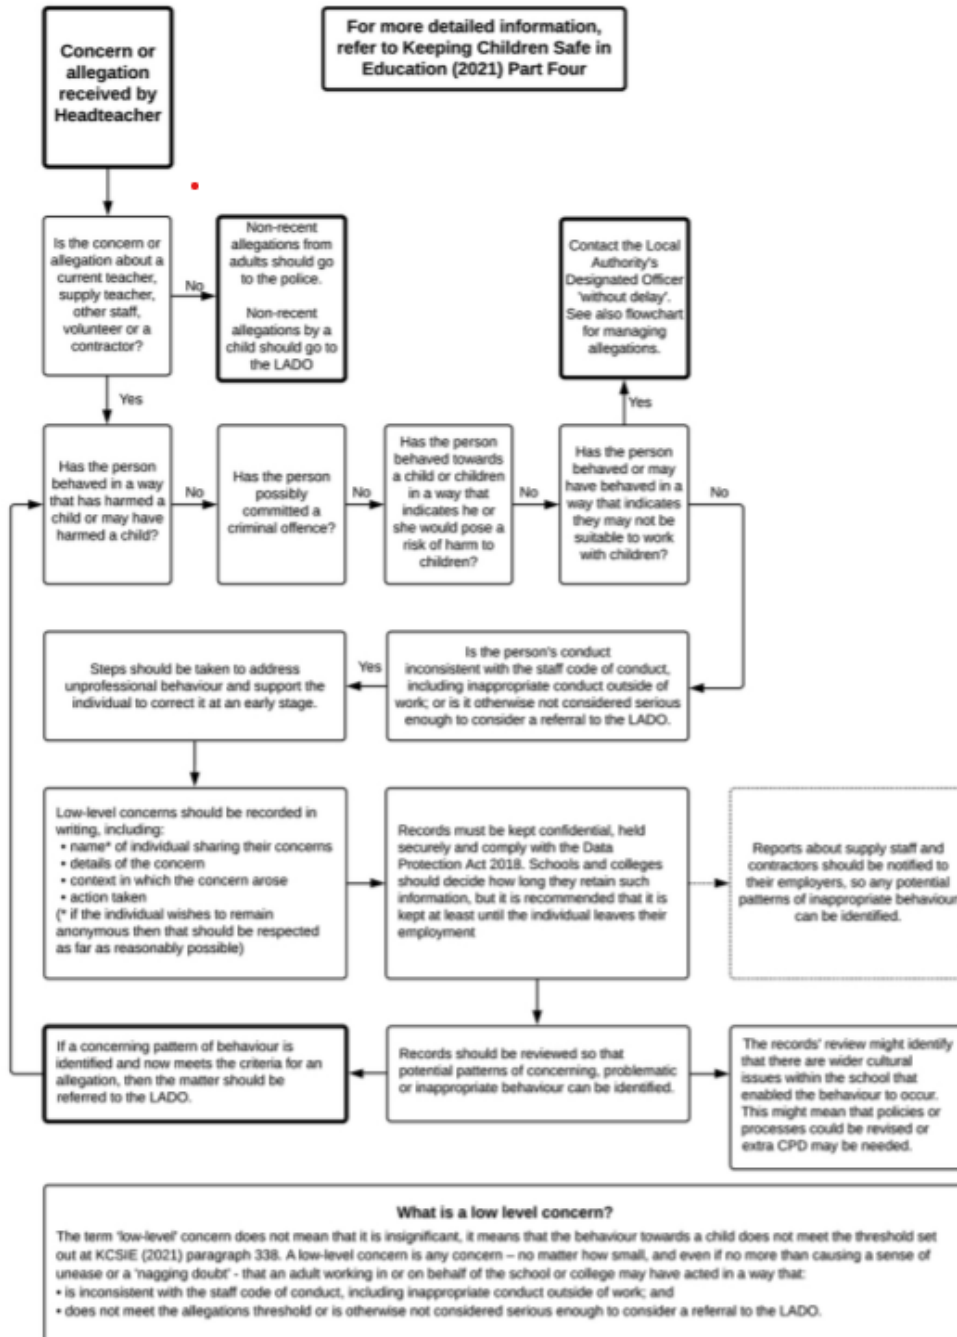 Concern or
allegation
received by
Headteacher
For more detailed information,
refer to Keeping Children Safe in
Education (2021) Part Four
Is the concern or
allegation about a
current teacher,
supply teacher,
other staff,
volunteer or a
contractor?
No
Non-recent
allegations from
adults should go
to the police.
Non-recent
allegations by a
child should go to
the LADO
Contact the Local
Authority's
Designated Officer
'without delay'.
See also flowchart
for managing
allegations.
Yes
Yes
Has the person
behaved in a way
that has harmed a
child or may have
harmed a child?
No
Has the person
possibly
committed a
criminal offence?
No
Has the person
behaved towards
a child or children
in a way that
indicates he or
she would pose a
risk of harm to
children?
No
Has the person
behaved or may
have behaved in a
way that indicates
they may not be
suitable to work
with children?
No
Is the person's conduct
inconsistent with the staff code of conduct,
including inappropriate conduct outside of
work; or is it otherwise not considered serious
enough to consider a referral to the LADO.
Yes
Steps should be taken to address
unprofessional behaviour and support the
individual to correct it at an early stage.
Low-level concerns should be recorded in
writing, including:
• name* of individual sharing their concerns
• details of the concern
• context in which the concern arose
• action taken
(* if the individual wishes to remain
anonymous then that should be respected
as far as reasonably possible)
Records must be kept confidential, held
securely and comply with the Data
Protection Act 2018. Schools and colleges
should decide how long they retain such
information, but it is recommended that it is
kept at least until the individual leaves their
employment
Reports about supply staff and
contractors should be notified to
their employers, so any potential
patterns of inappropriate behaviour
can be identified.
If a concerning pattern of behaviour is
identified and now meets the criteria for an
allegation, then the matter should be
referred to the LADO.
Records should be reviewed so that
potential patterns of concerning, problematic
or inappropriate behaviour can be identified.
The records' review might identify
that there are wider cultural
issues within the school that
enabled the behaviour to occur.
This might mean that policies or
processes could be revised or
extra CPD may be needed.
What is a low level concern?
The term 'low-level' concern does not mean that it is insignificant, it means that the behaviour towards a child does not meet the threshold set
out at KCSIE (2021) paragraph 338. A low-level concern is any concern – no matter how small, and even if no more than causing a sense of
unease or a 'nagging doubt' - that an adult working in or on behalf of the school or college may have acted in a way that:
• is inconsistent with the staff code of conduct, including inappropriate conduct outside of work; and
• does not meet the allegations threshold or is otherwise not considered serious enough to consider a referral to the LADO.